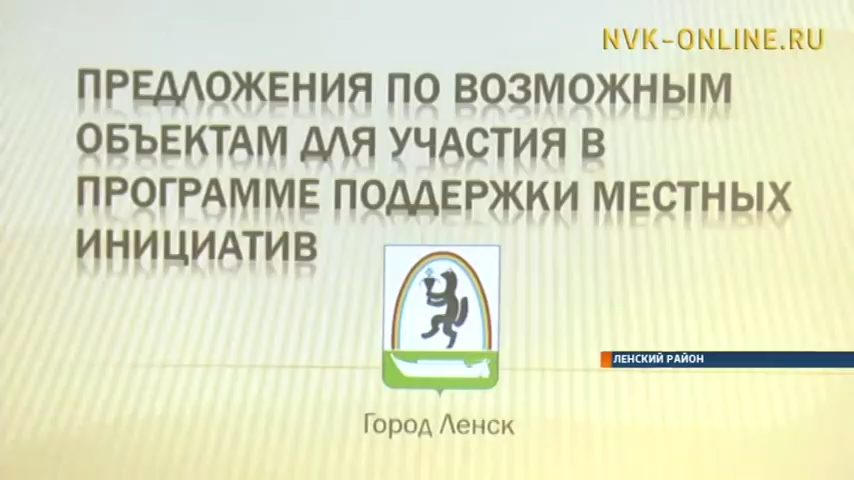 NVK-ONLINE.RU
ПРЕДЛОЖЕНИЯ ПО ВОЗМОЖНЫМ
ОБЪЕКТАМ ДЛЯ УЧАСТИЯ В
ПРОГРАММЕ ПОДДЕРЖКИ МЕСТНЫХ
ИНИЦИАТИВ
ЛЕНСКИЙ РАЙОН
Город Ленск